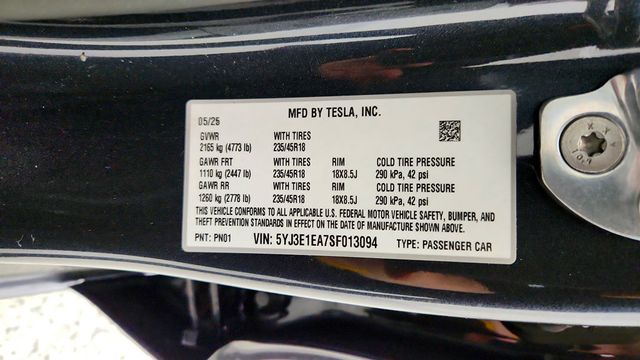 MFD BY TESLA, INC.
05/25
GVWR WITH TIRES
2165 kg (4773 lb) 235/45R18
GAWR FRT WITH TIRES RIM COLD TIRE PRESSURE
1110 kg (2447 lb) 235/45R18 18X8.5J 290 kPa, 42 psi
GAWR RR WITH TIRES RIM COLD TIRE PRESSURE
1260 kg (2778 lb) 235/45R18 18X8.5J 290 kPa, 42 psi
THIS VEHICLE CONFORMS TO ALL APPLICABLE U.S. FEDERAL MOTOR VEHICLE SAFETY, BUMPER, AND
THEFT PREVENTION STANDARDS IN EFFECT ON THE DATE OF MANUFACTURE SHOWN ABOVE.
PNT: PN01 VIN: 5YJ3E1EA7SF013094 TYPE: PASSENGER CAR